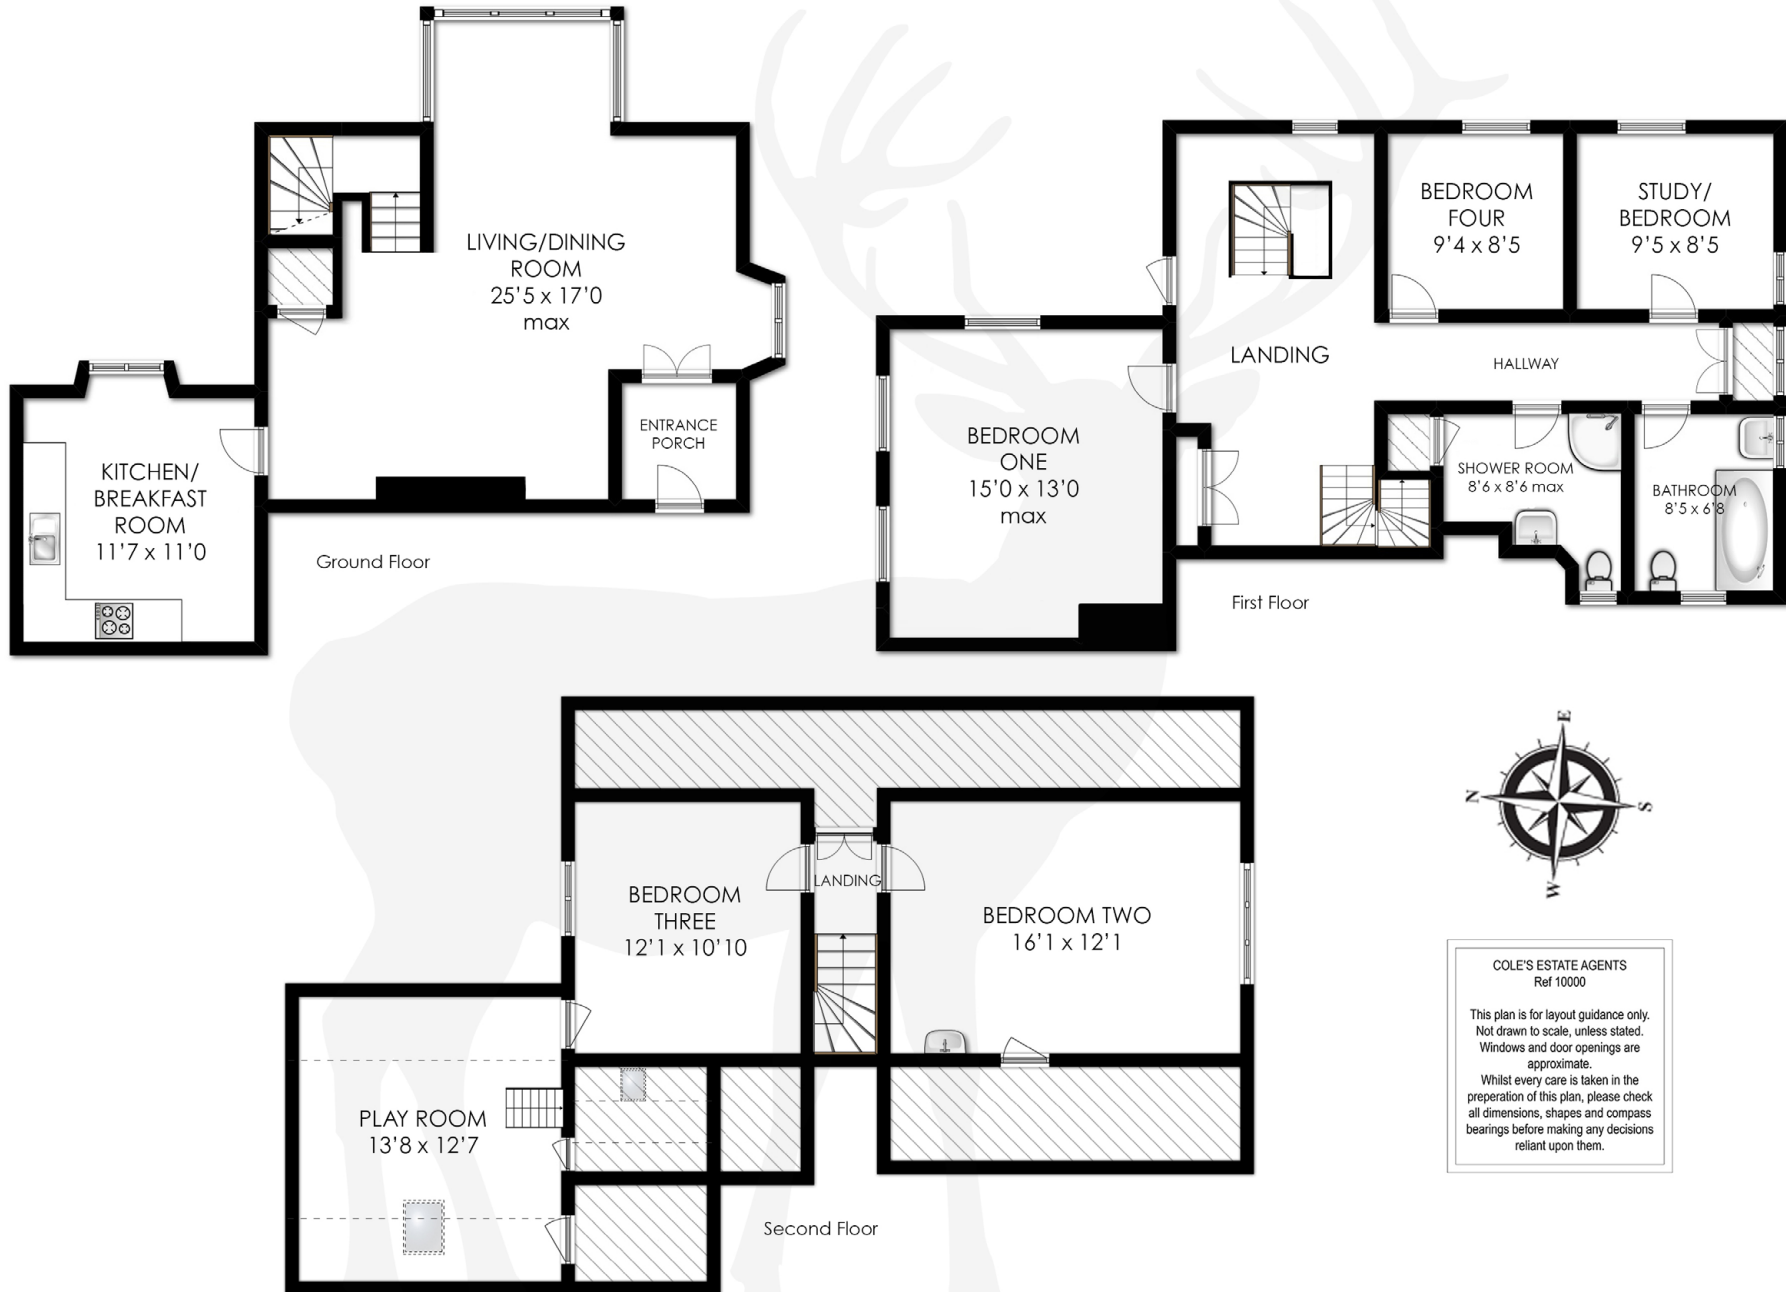 LIVING/DINING
ROOM
25'5 x 17'0
max
ENTRANCE
PORCH
KITCHEN/
BREAKFAST
ROOM
11'7 x 11'0
Ground Floor
BEDROOM
FOUR
9'4 x 8'5
STUDY/
BEDROOM
9'5 x 8'5
LANDING
HALLWAY
BEDROOM
ONE
15'0 x 13'0
max
SHOWER ROOM
8'6 x 8'6 max
BATHROOM
8'5 x 6'8
First Floor
BEDROOM
THREE
12'1 x 10'10
LANDING
BEDROOM TWO
16'1 x 12'1
PLAY ROOM
13'8 x 12'7
Second Floor
E
N
S
W
COLE'S ESTATE AGENTS
Ref 10000
This plan is for layout guidance only.
Not drawn to scale, unless stated.
Windows and door openings are
approximate.
Whilst every care is taken in the
preperation of this plan, please check
all dimensions, shapes and compass
bearings before making any decisions
reliant upon them.